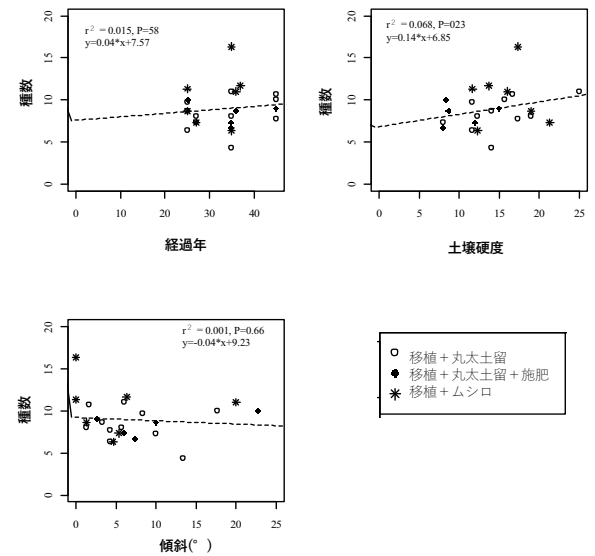 r² = 0.015, P=58
y=0.04*x+7.57
種数
0 5 10 15 20
0 10 20 30 40
経過年
r² = 0.068, P=023
y=0.14*x+6.85
種数
0 5 10 15 20
0 5 10 15 20 25
土壌硬度
r² = 0.001, P=0.66
y=-0.04*x+9.23
種数
0 5 10 15 20
0 5 10 15 20 25
傾斜(°)
移植＋丸太土留
移植＋丸太土留＋施肥
移植＋ムシロ